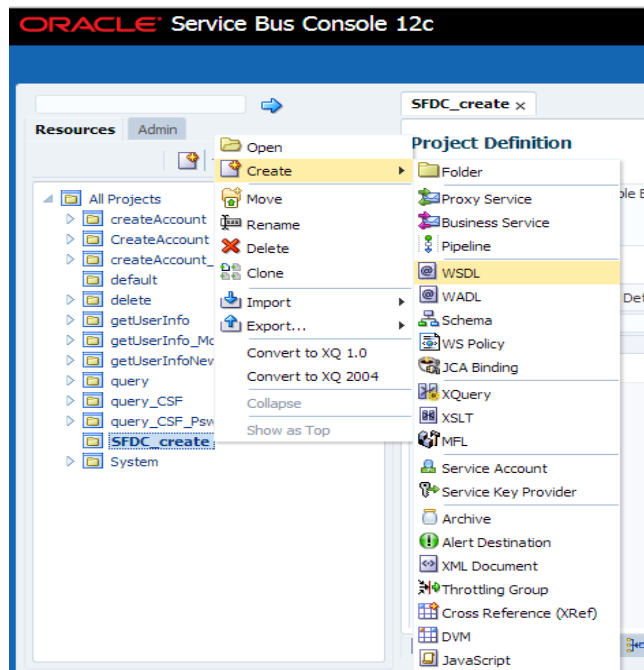 ORACLE Service Bus Console 12c
SFDC_create x
Resources Admin
Project Definition
Open
Create
Move
Rename
Delete
Clone
Import
Export...
Convert to XQ 1.0
Convert to XQ 2004
Collapse
Show as Top
All Projects
createAccount
CreateAccount
createAccount_
default
delete
getUserInfo
getUserInfo_Mo
getUserInfoNew
query
query_CSF
query_CSF_Psw
SFDC_create
System
Folder
Proxy Service
Business Service
Pipeline
WSDL
WADL
Schema
WS Policy
JCA Binding
XQuery
XSLT
MFL
Service Account
Service Key Provider
Archive
Alert Destination
XML Document
Throttling Group
Cross Reference (XRef)
DVM
JavaScript
ble B
Def